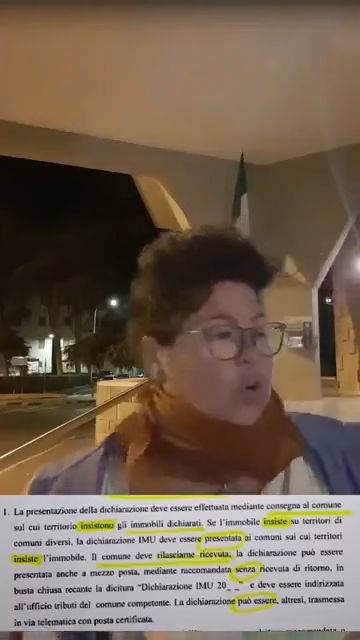 1. La presentazione della dichiarazione deve essere effettuata mediante consegna al comune
sul cui territorio insistono gli immobili dichiarati. Se l'immobile insiste su territori di
comuni diversi, la dichiarazione IMU deve essere presentata ai comuni sui cui territori
insiste l'immobile. Il comune deve rilasciarne ricevuta; la dichiarazione può essere
presentata anche a mezzo posta, mediante raccomandata senza ricevuta di ritorno, in
busta chiusa recante la dicitura "Dichiarazione IMU 20_ _ e deve essere indirizzata
all'ufficio tributi del comune competente. La dichiarazione può essere, altresì, trasmessa
in via telematica con posta certificata.